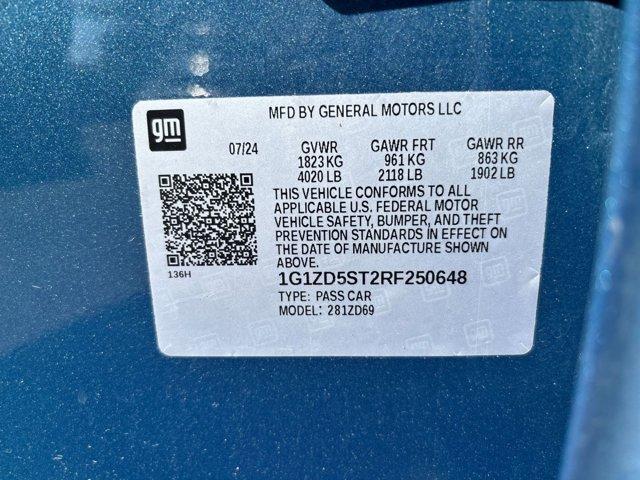 gm
MFD BY GENERAL MOTORS LLC
07/24 GVWR GAWR FRT GAWR RR
1823 KG 961 KG 863 KG
4020 LB 2118 LB 1902 LB
THIS VEHICLE CONFORMS TO ALL
APPLICABLE U.S. FEDERAL MOTOR
VEHICLE SAFETY, BUMPER, AND THEFT
PREVENTION STANDARDS IN EFFECT ON
THE DATE OF MANUFACTURE SHOWN
ABOVE.
136H
1G1ZD5ST2RF250648
TYPE: PASS CAR
MODEL: 281ZD69